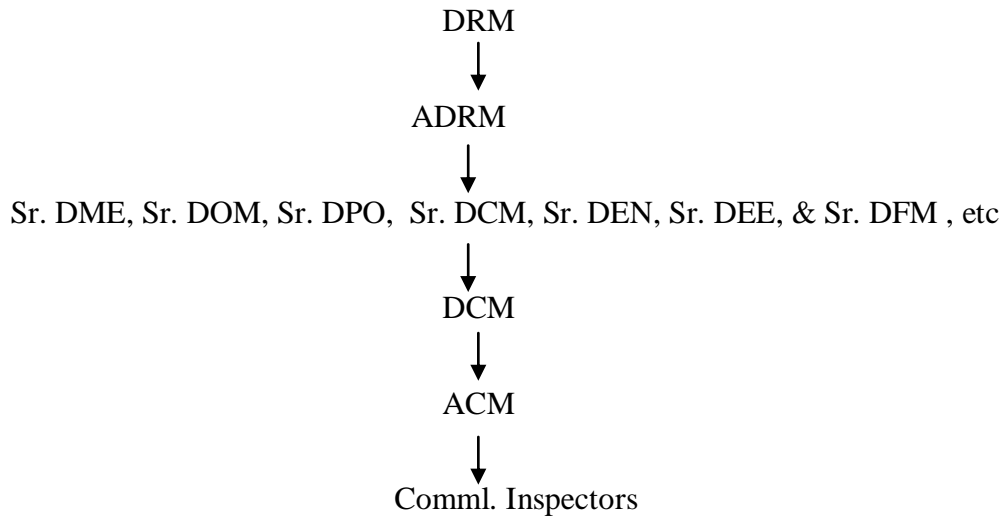 DRM
ADRM
Sr. DME, Sr. DOM, Sr. DPO,  Sr. DCM, Sr. DEN, Sr. DEE, & Sr. DFM , etc
DCM
ACM
Comml. Inspectors